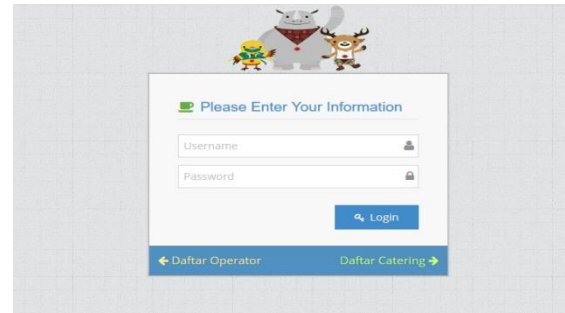 Please Enter Your Information
Username
Password
Login
Daftar Operator
Daftar Catering